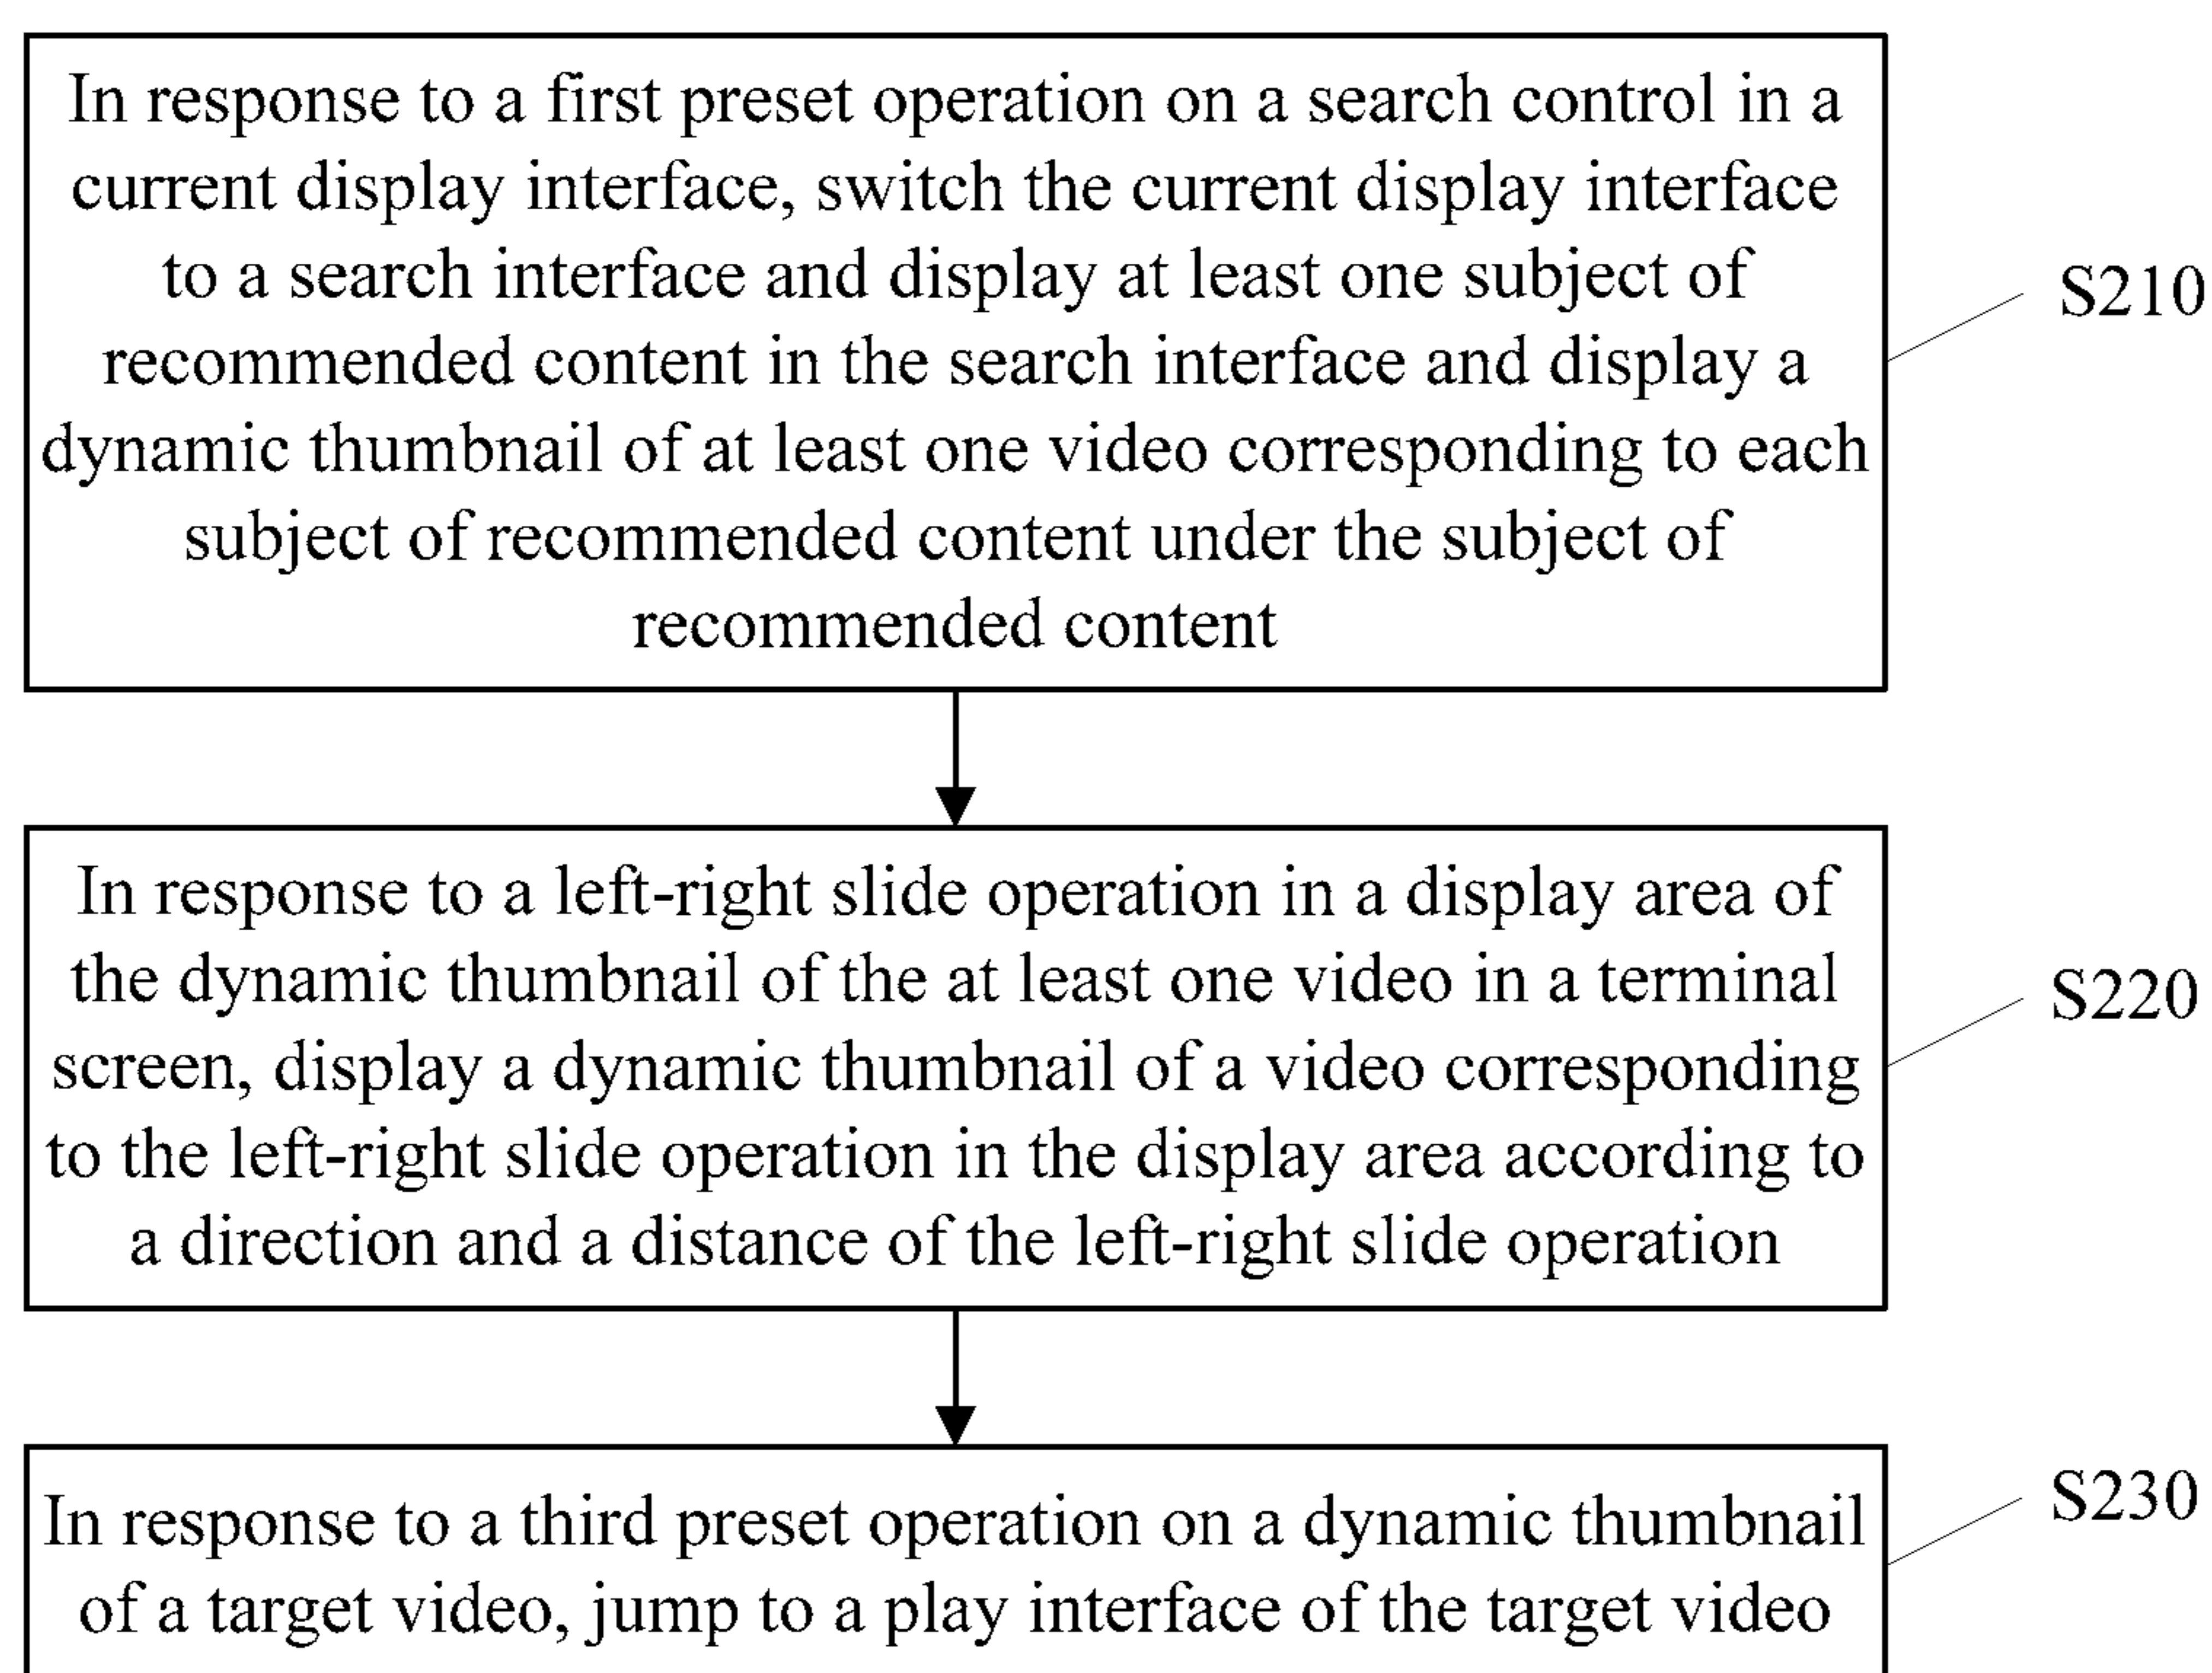 In response to a first preset operation on a search control in a
current display interface, switch the current display interface
to a search interface and display at least one subject of
recommended content in the search interface and display a
dynamic thumbnail of at least one video corresponding to each
subject of recommended content under the subject of
recommended content
S210
In response to a left-right slide operation in a display area of
the dynamic thumbnail of the at least one video in a terminal
screen, display a dynamic thumbnail of a video corresponding
to the left-right slide operation in the display area according to
a direction and a distance of the left-right slide operation
S220
In response to a third preset operation on a dynamic thumbnail
of a target video, jump to a play interface of the target video
S230